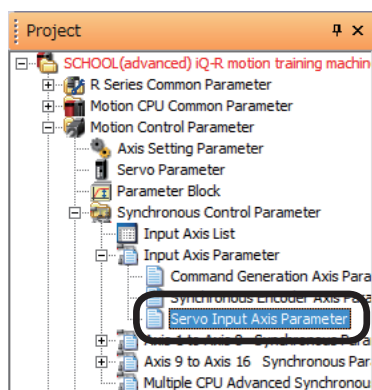 Project
SCHOOL(advanced) iQ-R motion training machin
R Series Common Parameter
Motion CPU Common Parameter
Motion Control Parameter
Axis Setting Parameter
Servo Parameter
Parameter Block
Synchronous Control Parameter
Input Axis List
Input Axis Parameter
Command Generation Axis Para
Synchronous Encoder Axis Para
Servo Input Axis Parameter
Axis 1 to Axis 8 Synchronous Para
Axis 9 to Axis 16 Synchronous Par
Multiple CPU Advanced Synchronou